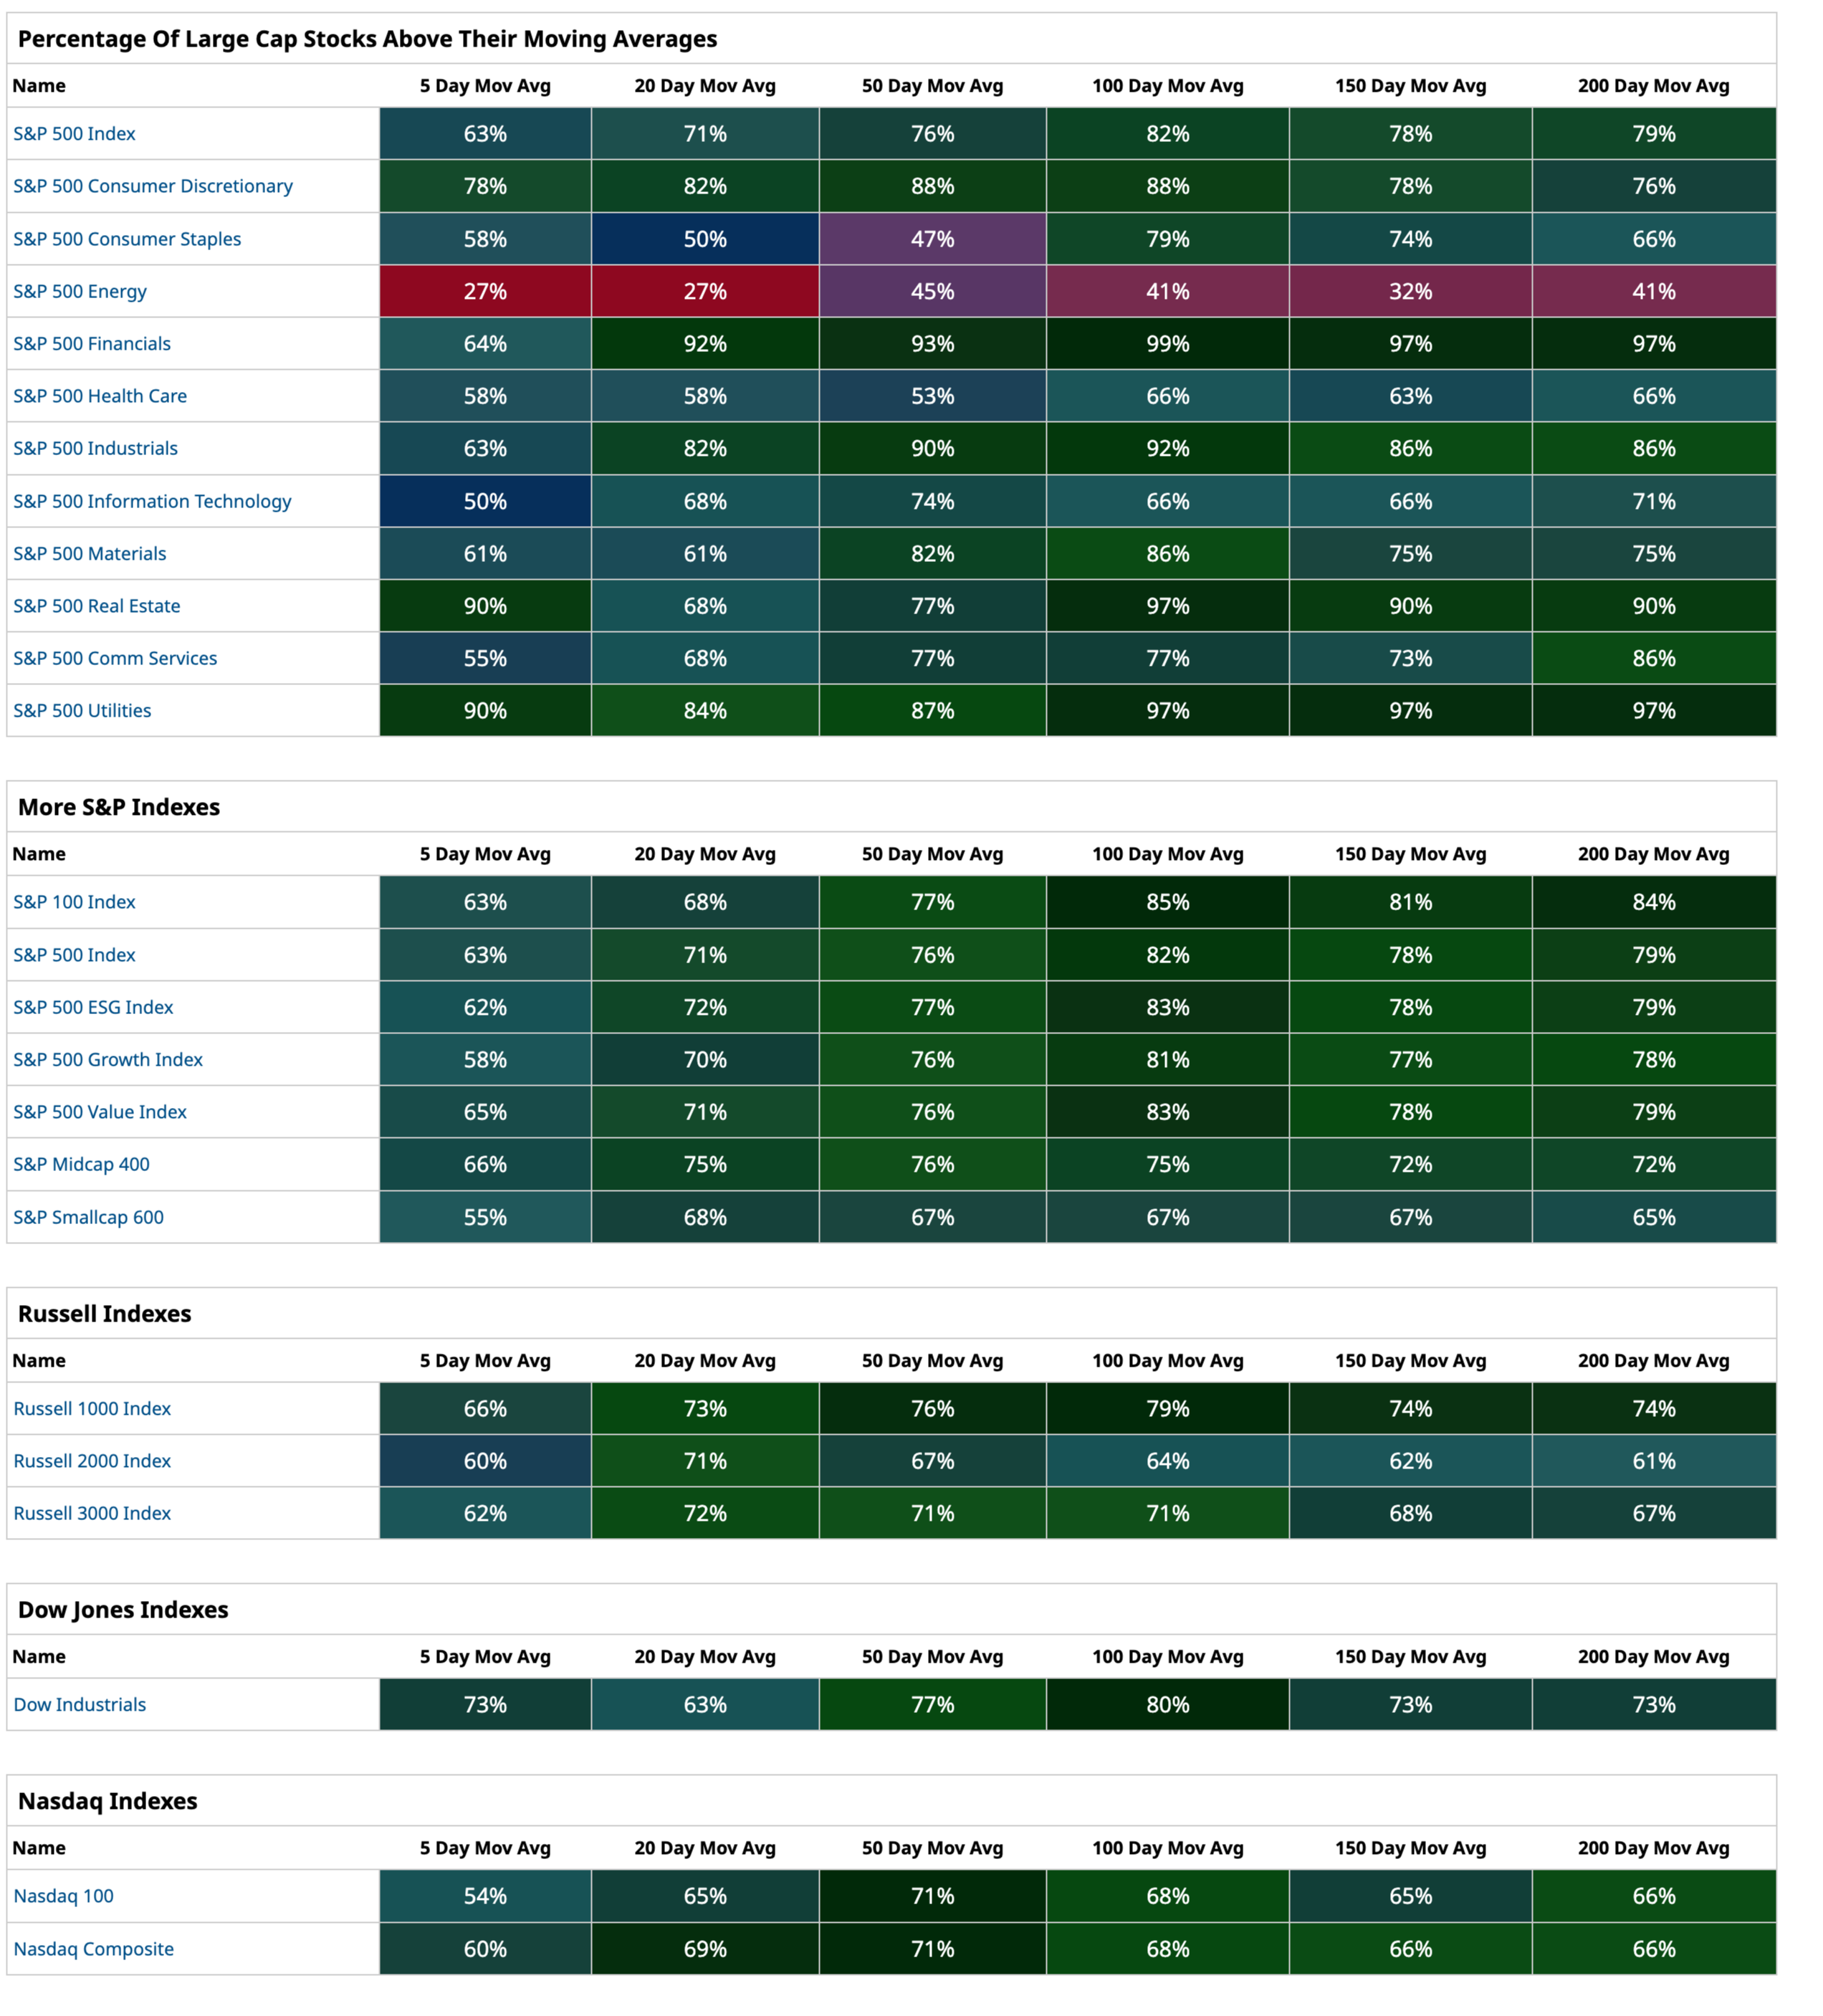 Percentage Of Large Cap Stocks Above Their Moving Averages
Name 5 Day Mov Avg 20 Day Mov Avg 50 Day Mov Avg 100 Day Mov Avg 150 Day Mov Avg 200 Day Mov Avg
S&P 500 Index 63% 71% 76% 82% 78% 79%
S&P 500 Consumer Discretionary 78% 82% 88% 88% 78% 76%
S&P 500 Consumer Staples 58% 50% 47% 79% 74% 66%
S&P 500 Energy 27% 27% 45% 41% 32% 41%
S&P 500 Financials 64% 92% 93% 99% 97% 97%
S&P 500 Health Care 58% 58% 53% 66% 63% 66%
S&P 500 Industrials 63% 82% 90% 92% 86% 86%
S&P 500 Information Technology 50% 68% 74% 66% 66% 71%
S&P 500 Materials 61% 61% 82% 86% 75% 75%
S&P 500 Real Estate 90% 68% 77% 97% 90% 90%
S&P 500 Comm Services 55% 68% 77% 77% 73% 86%
S&P 500 Utilities 90% 84% 87% 97% 97% 97%
More S&P Indexes
Name 5 Day Mov Avg 20 Day Mov Avg 50 Day Mov Avg 100 Day Mov Avg 150 Day Mov Avg 200 Day Mov Avg
S&P 100 Index 63% 68% 77% 85% 81% 84%
S&P 500 Index 63% 71% 76% 82% 78% 79%
S&P 500 ESG Index 62% 72% 77% 83% 78% 79%
S&P 500 Growth Index 58% 70% 76% 81% 77% 78%
S&P 500 Value Index 65% 71% 76% 83% 78% 79%
S&P Midcap 400 66% 75% 76% 75% 72% 72%
S&P Smallcap 600 55% 68% 67% 67% 67% 65%
Russell Indexes
Name 5 Day Mov Avg 20 Day Mov Avg 50 Day Mov Avg 100 Day Mov Avg 150 Day Mov Avg 200 Day Mov Avg
Russell 1000 Index 66% 73% 76% 79% 74% 74%
Russell 2000 Index 60% 71% 67% 64% 62% 61%
Russell 3000 Index 62% 72% 71% 71% 68% 67%
Dow Jones Indexes
Name 5 Day Mov Avg 20 Day Mov Avg 50 Day Mov Avg 100 Day Mov Avg 150 Day Mov Avg 200 Day Mov Avg
Dow Industrials 73% 63% 77% 80% 73% 73%
Nasdaq Indexes
Name 5 Day Mov Avg 20 Day Mov Avg 50 Day Mov Avg 100 Day Mov Avg 150 Day Mov Avg 200 Day Mov Avg
Nasdaq 100 54% 65% 71% 68% 65% 66%
Nasdaq Composite 60% 69% 71% 68% 66% 66%